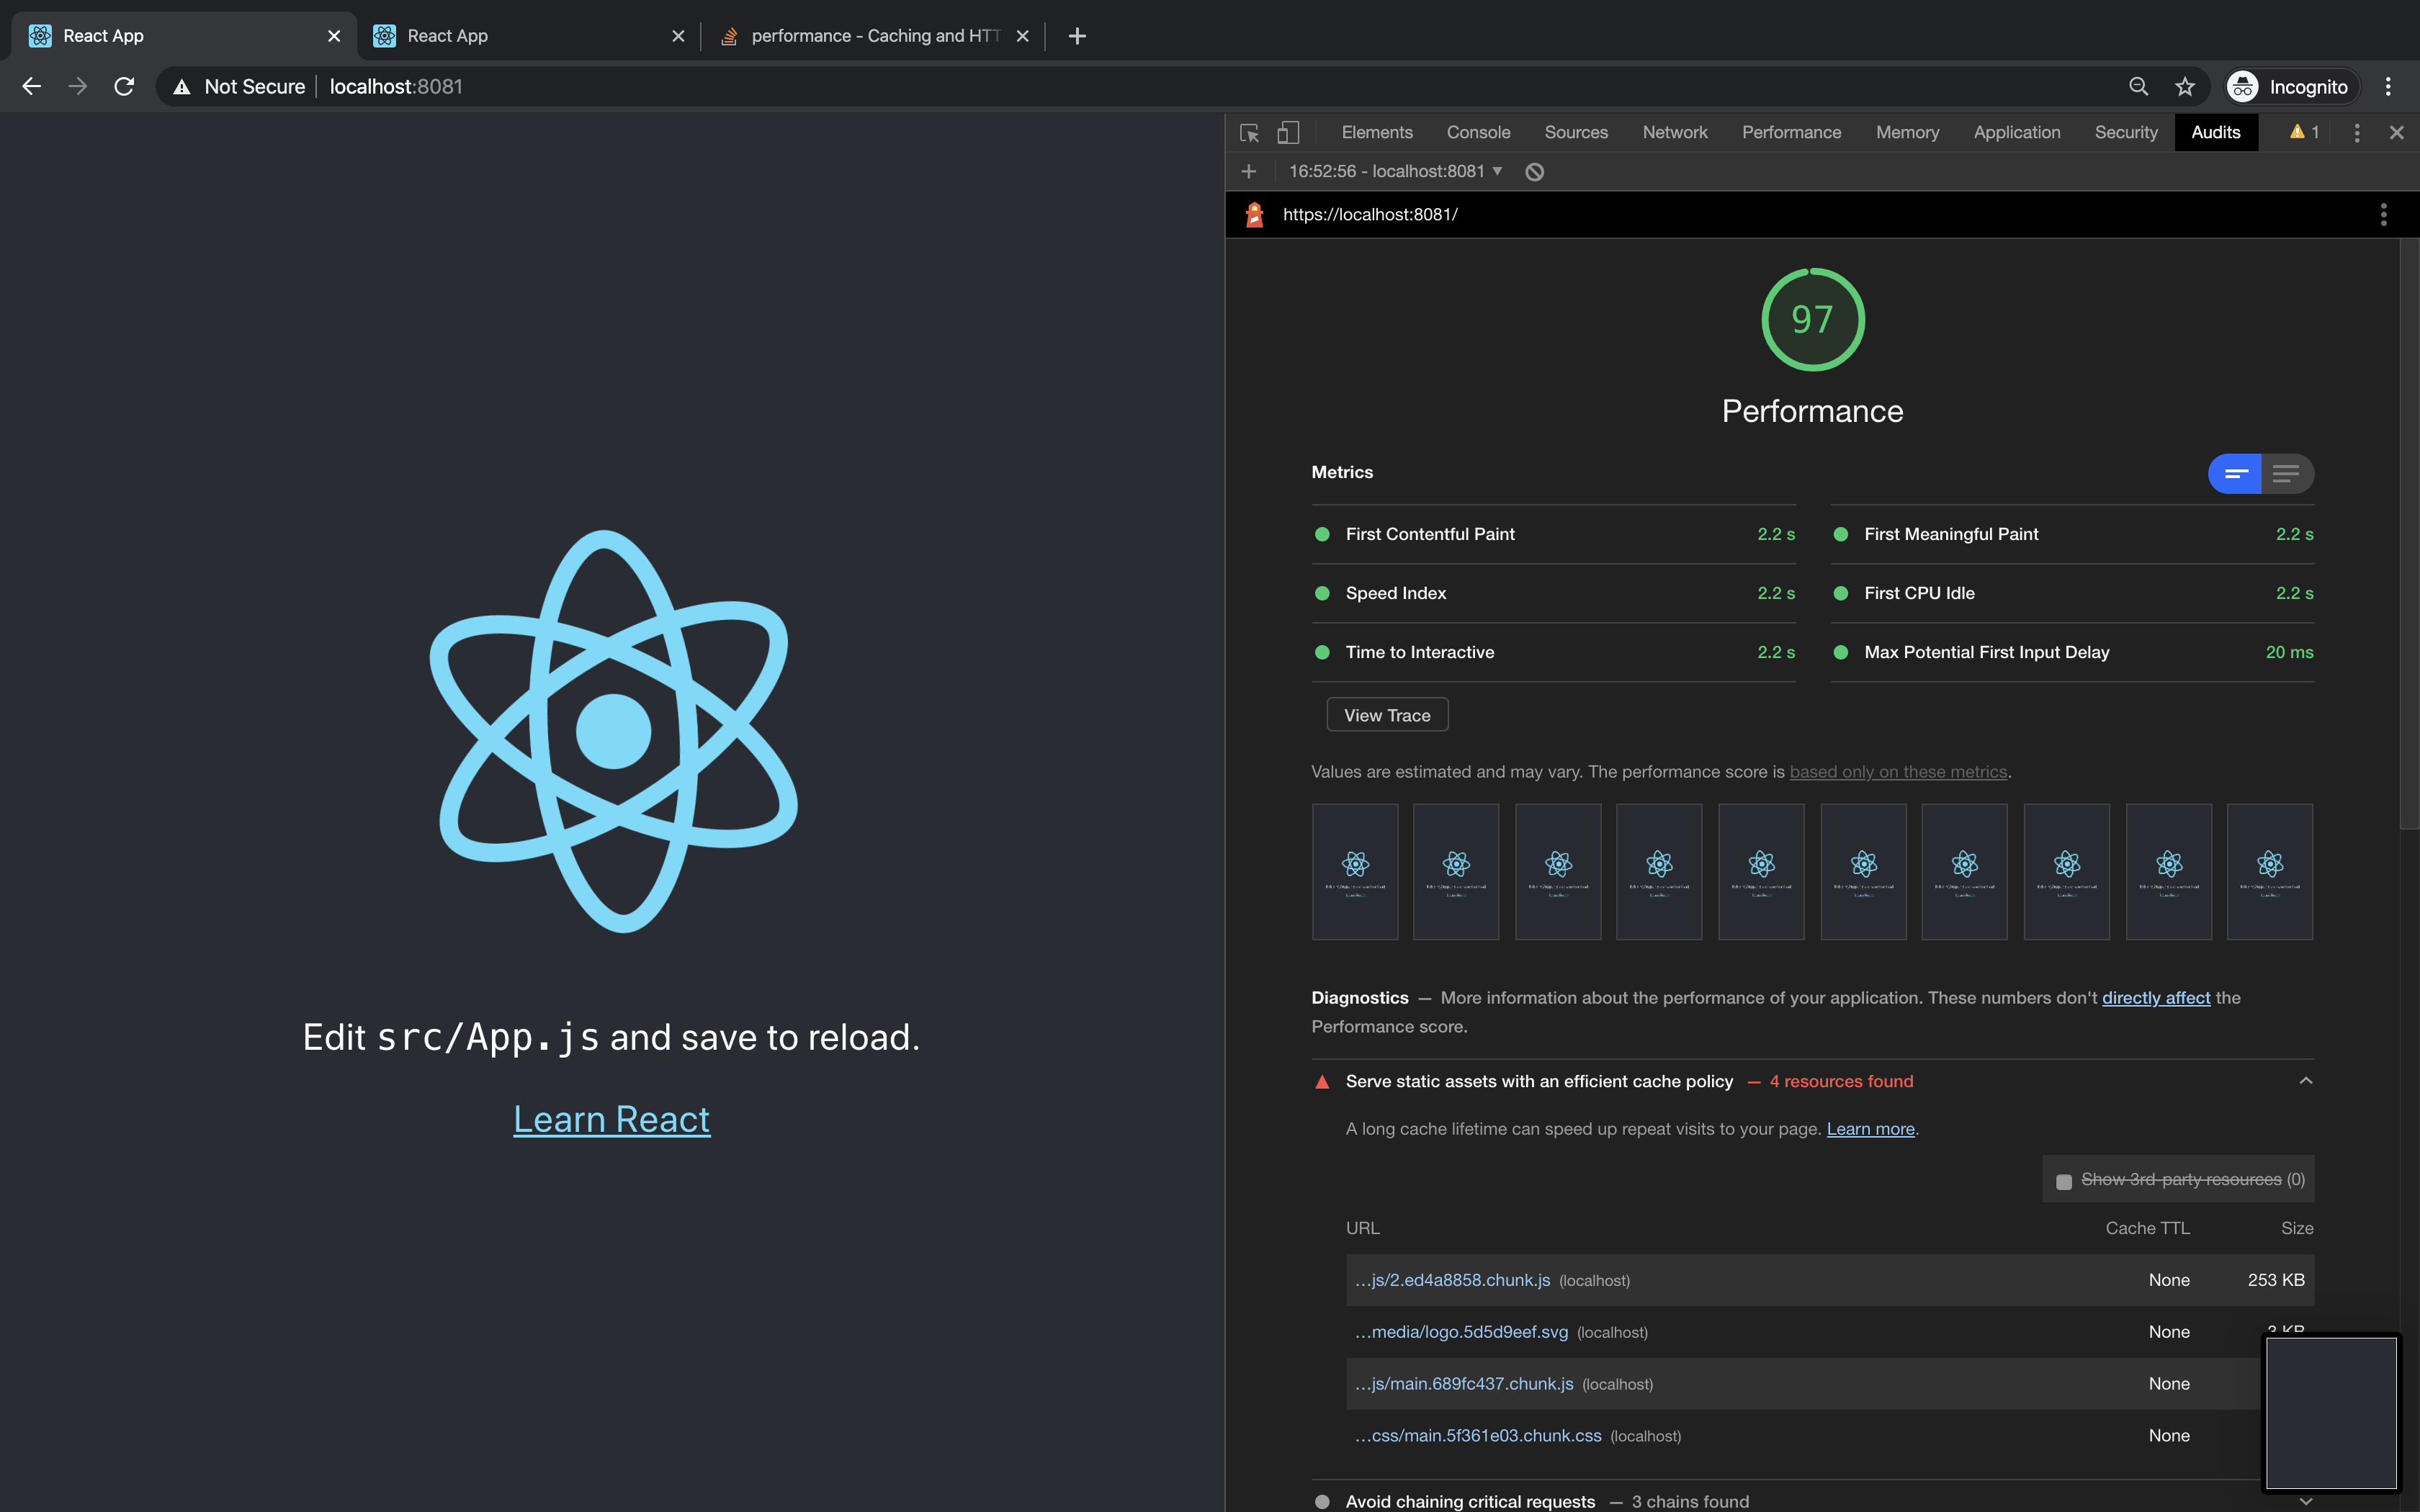 React App
React App
performance - Caching and HTT
Not Secure
localhost:8081
Incognito
Edit src/App.js and save to reload.
Learn React
Elements Console Sources Network Performance Memory Application Security Audits 1
16:52:56 - localhost:8081
https://localhost:8081/
97
Performance
Metrics
First Contentful Paint 2.2 s
First Meaningful Paint 2.2 s
Speed Index 2.2 s
First CPU Idle 2.2 s
Time to Interactive 2.2 s
Max Potential First Input Delay 20 ms
View Trace
Values are estimated and may vary. The performance score is based only on these metrics.
Diagnostics — More information about the performance of your application. These numbers don't directly affect the
Performance score.
Serve static assets with an efficient cache policy — 4 resources found
A long cache lifetime can speed up repeat visits to your page. Learn more.
Show 3rd-party resources (0)
URL Cache TTL Size
…js/2.ed4a8858.chunk.js (localhost) None 253 KB
…media/logo.5d5d9eef.svg (localhost) None 3 KB
…js/main.689fc437.chunk.js (localhost) None
…css/main.5f361e03.chunk.css (localhost) None
Avoid chaining critical requests — 3 chains found